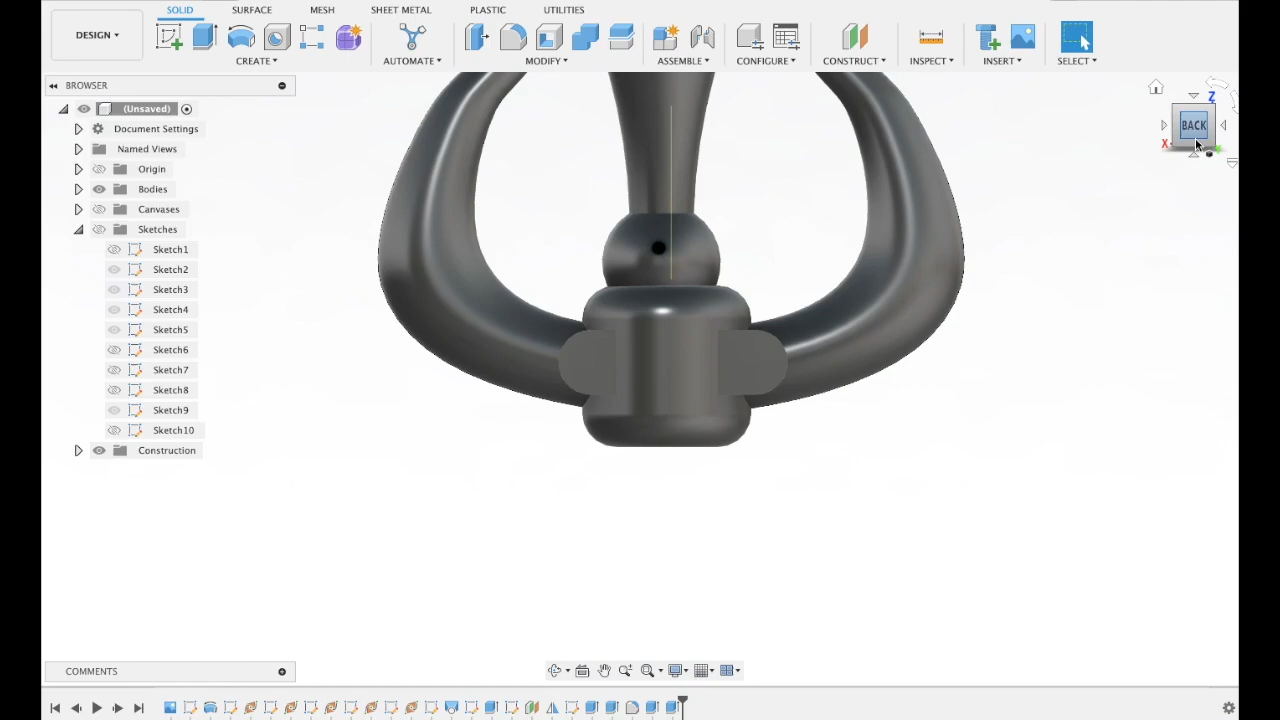 SOLID SURFACE MESH SHEET METAL PLASTIC UTILITIES
DESIGN
CREATE AUTOMATE MODIFY ASSEMBLE CONFIGURE CONSTRUCT INSPECT INSERT SELECT
BROWSER
(Unsaved)
Document Settings
Named Views
Origin
Bodies
Canvases
Sketches
Sketch1
Sketch2
Sketch3
Sketch4
Sketch5
Sketch6
Sketch7
Sketch8
Sketch9
Sketch10
Construction
Z
BACK
X
COMMENTS